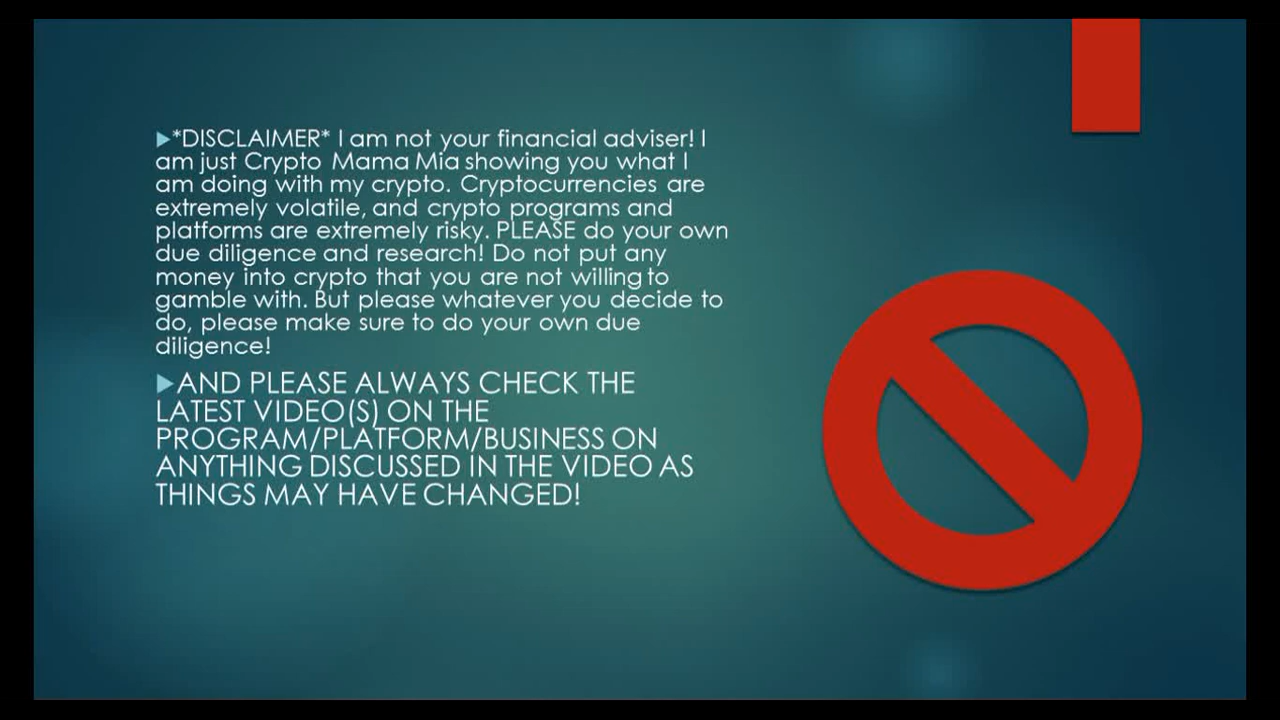 *DISCLAIMER* I am not your financial adviser! I
am just Crypto Mama Mia showing you what I
am doing with my crypto. Cryptocurrencies are
extremely volatile, and crypto programs and
platforms are extremely risky. PLEASE do your own
due diligence and research! Do not put any
money into crypto that you are not willing to
gamble with. But please whatever you decide to
do, please make sure to do your own due
diligence!
AND PLEASE ALWAYS CHECK THE
LATEST VIDEO(S) ON THE
PROGRAM/PLATFORM/BUSINESS ON
ANYTHING DISCUSSED IN THE VIDEO AS
THINGS MAY HAVE CHANGED!